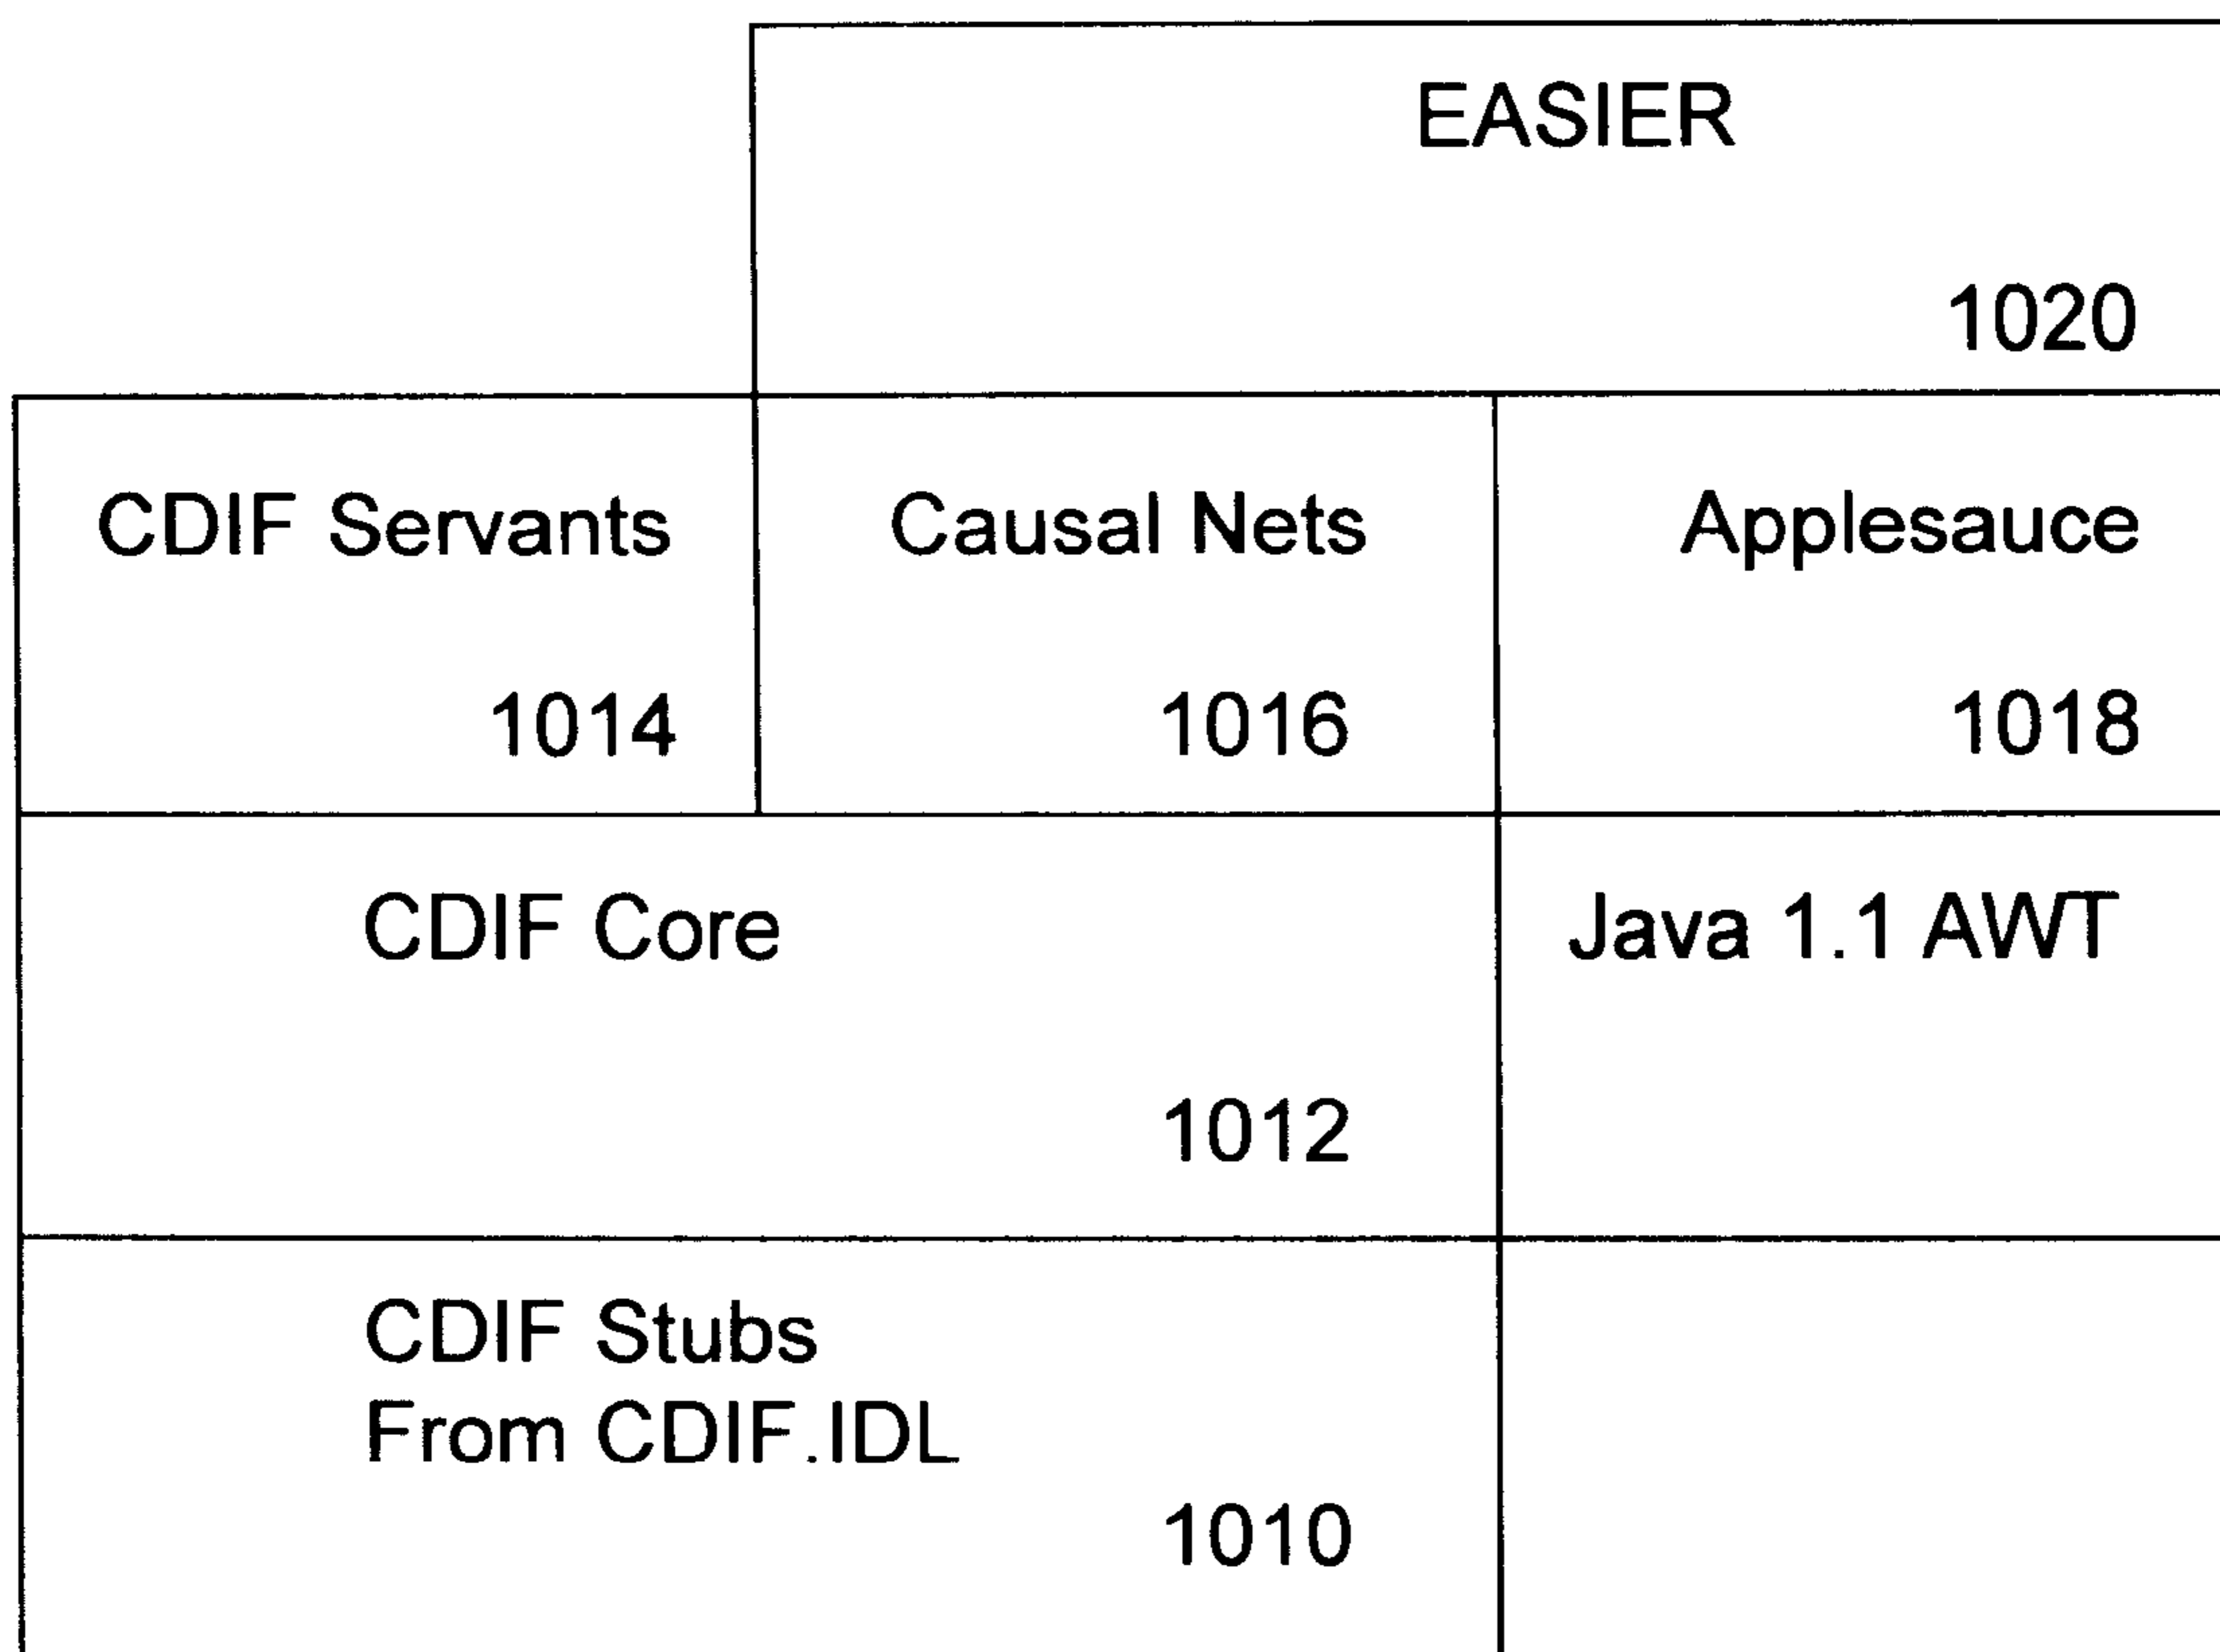 EASIER
1020
CDIF Servants
1014
Causal Nets
1016
Applesauce
1018
CDIF Core
1012
Java 1.1 AWT
CDIF Stubs
From CDIF.IDL
1010